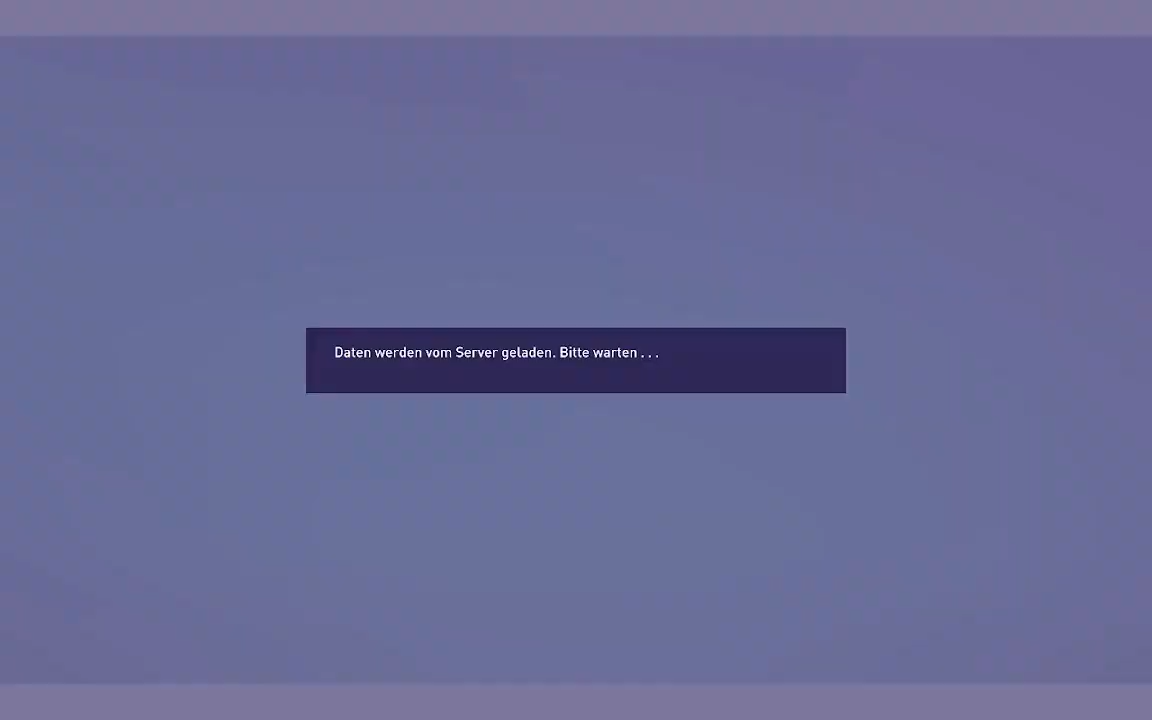 Daten werden vom Server geladen. Bitte warten . . .